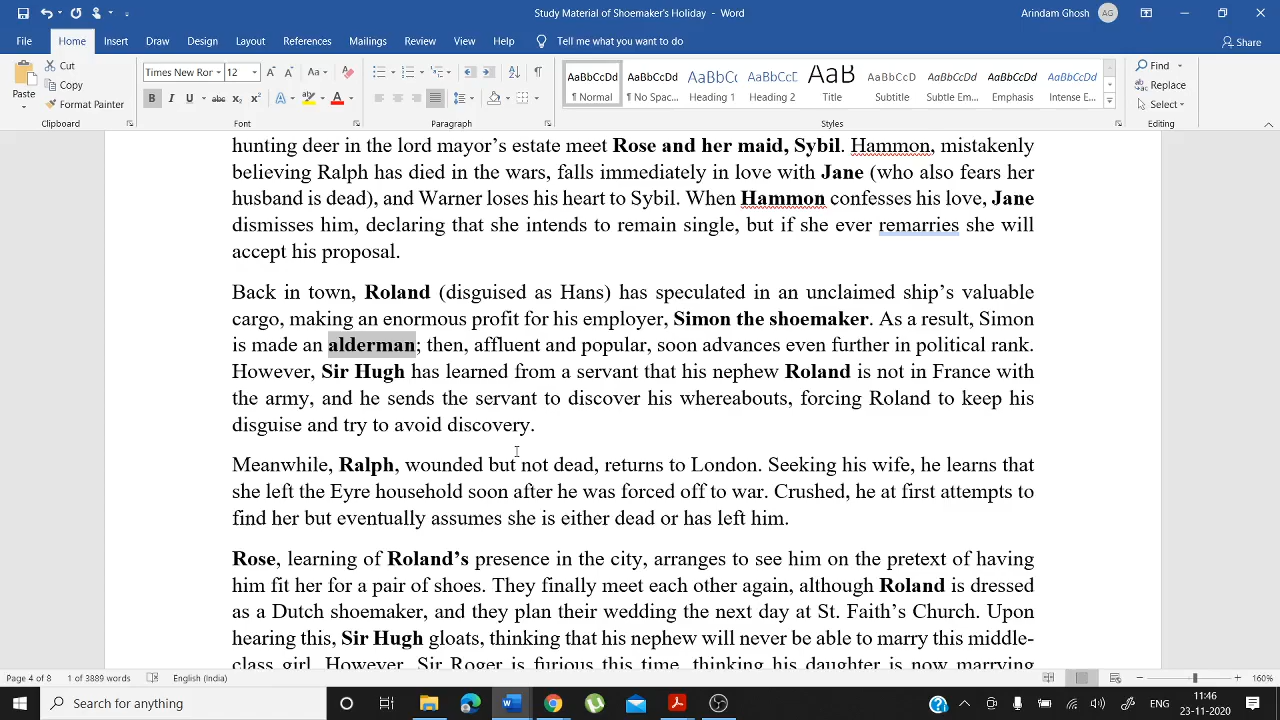 Study Material of Shoemaker's Holiday - Word
Arindam Ghosh AG
File Home Insert Draw Design Layout References Mailings Review View Help Tell me what you want to do Share
Paste Cut Copy Format Painter
Times New Ror 12 Aa
AaBbCcDd AaBbCcDd AaBbCc AaBbCcD AaB AaBbCcD AaBbCcDd AaBbCcDd AaBbCcDd
¶ Normal ¶ No Spac... Heading 1 Heading 2 Title Subtitle Subtle Em... Emphasis Intense E...
Find Replace Select
Clipboard Font Paragraph Styles Editing
hunting deer in the lord mayor's estate meet Rose and her maid, Sybil. Hammon, mistakenly
believing Ralph has died in the wars, falls immediately in love with Jane (who also fears her
husband is dead), and Warner loses his heart to Sybil. When Hammon confesses his love, Jane
dismisses him, declaring that she intends to remain single, but if she ever remarries she will
accept his proposal.
Back in town, Roland (disguised as Hans) has speculated in an unclaimed ship's valuable
cargo, making an enormous profit for his employer, Simon the shoemaker. As a result, Simon
is made an alderman; then, affluent and popular, soon advances even further in political rank.
However, Sir Hugh has learned from a servant that his nephew Roland is not in France with
the army, and he sends the servant to discover his whereabouts, forcing Roland to keep his
disguise and try to avoid discovery.
Meanwhile, Ralph, wounded but not dead, returns to London. Seeking his wife, he learns that
she left the Eyre household soon after he was forced off to war. Crushed, he at first attempts to
find her but eventually assumes she is either dead or has left him.
Rose, learning of Roland's presence in the city, arranges to see him on the pretext of having
him fit her for a pair of shoes. They finally meet each other again, although Roland is dressed
as a Dutch shoemaker, and they plan their wedding the next day at St. Faith's Church. Upon
hearing this, Sir Hugh gloats, thinking that his nephew will never be able to marry this middle-
class girl. However, Sir Roger is furious this time, thinking his daughter is now marrying
Page 4 of 8 1 of 3889 words English (India) 160%
Search for anything
11:46
23-11-2020